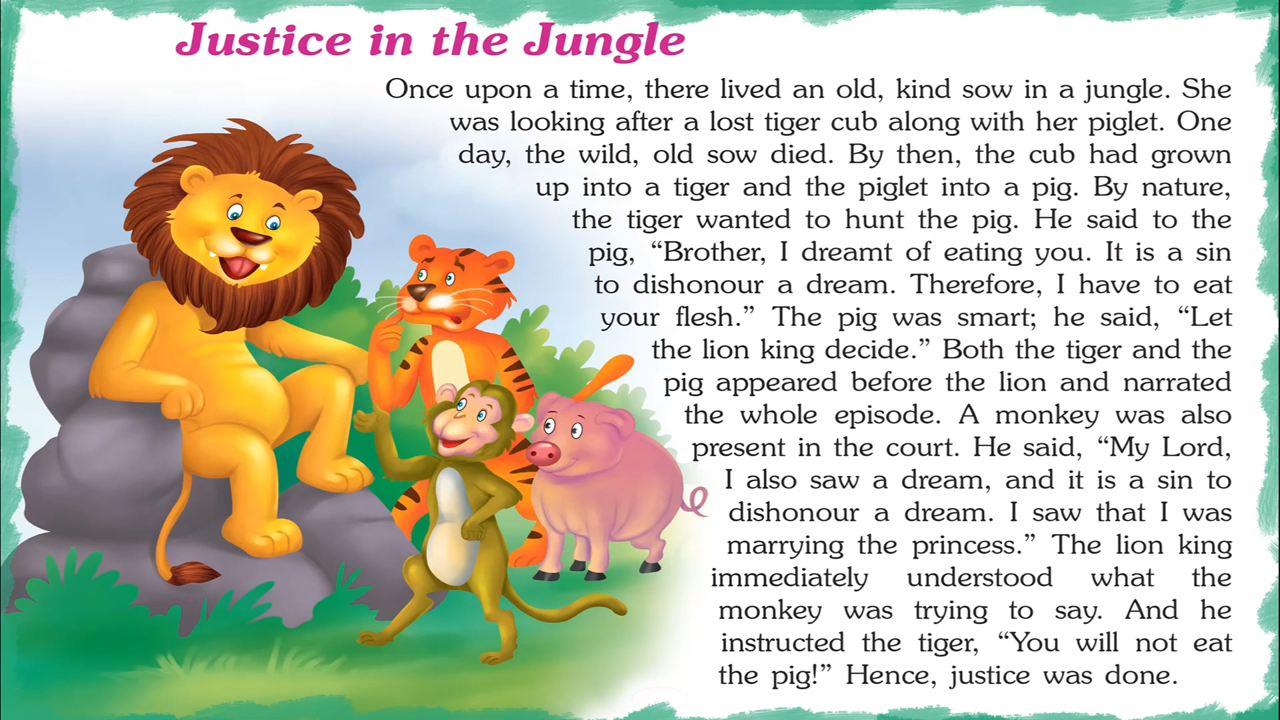 Justice in the Jungle
Once upon a time, there lived an old, kind sow in a jungle. She
was looking after a lost tiger cub along with her piglet. One
day, the wild, old sow died. By then, the cub had grown
up into a tiger and the piglet into a pig. By nature,
the tiger wanted to hunt the pig. He said to the
pig, “Brother, I dreamt of eating you. It is a sin
to dishonour a dream. Therefore, I have to eat
your flesh.” The pig was smart; he said, “Let
the lion king decide.” Both the tiger and the
pig appeared before the lion and narrated
the whole episode. A monkey was also
present in the court. He said, “My Lord,
I also saw a dream, and it is a sin to
dishonour a dream. I saw that I was
marrying the princess.” The lion king
immediately understood what the
monkey was trying to say. And he
instructed the tiger, “You will not eat
the pig!” Hence, justice was done.